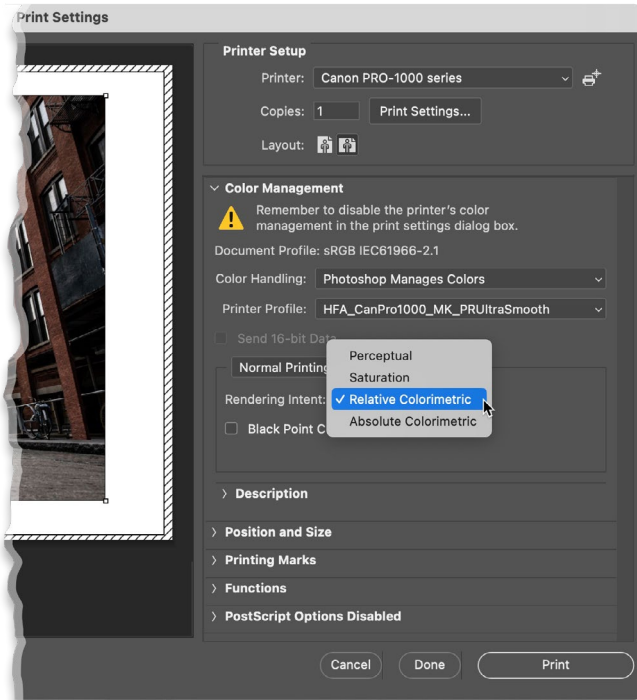 Print Settings
Printer Setup
Printer: Canon PRO-1000 series
Copies: 1 Print Settings...
Layout:
Color Management
Remember to disable the printer's color
management in the print settings dialog box.
Document Profile: sRGB IEC61966-2.1
Color Handling: Photoshop Manages Colors
Printer Profile: HFA_CanPro1000_MK_PRUltraSmooth
Send 16-bit Data
Perceptual
Normal Printing
Saturation
Rendering Intent: ✓ Relative Colorimetric
Absolute Colorimetric
Black Point C
Description
Position and Size
Printing Marks
Functions
PostScript Options Disabled
Cancel Done Print